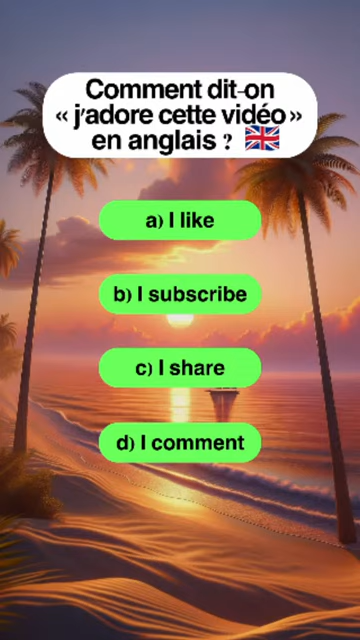 Comment dit-on
« j'adore cette vidéo »
en anglais ? 🇬🇧
a) I like
b) I subscribe
c) I share
d) I comment